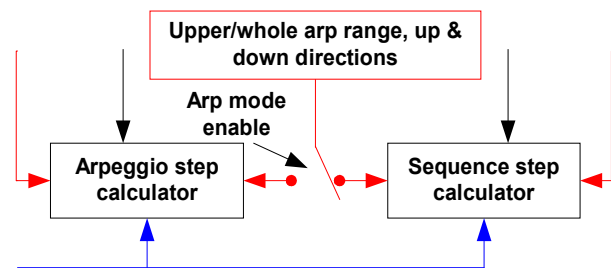 Upper/whole arp range, up &
down directions
Arp mode
enable
Arpeggio step
calculator
Sequence step
calculator